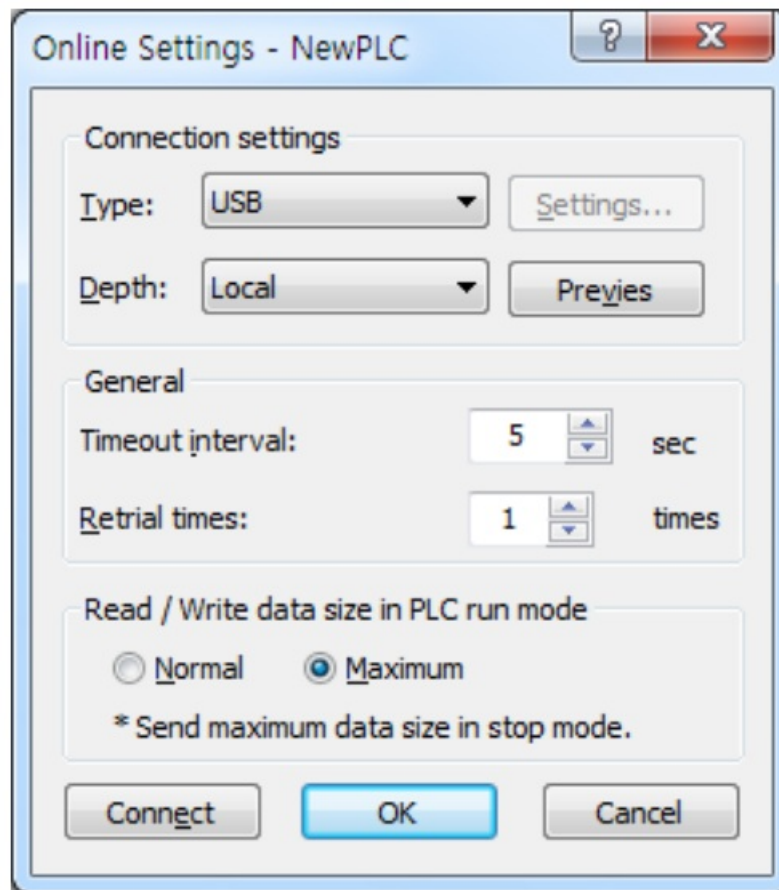 Online Settings - NewPLC
Connection settings
Type: USB Settings...
Depth: Local Previes
General
Timeout interval: 5 sec
Retrial times: 1 times
Read / Write data size in PLC run mode
Normal Maximum
* Send maximum data size in stop mode.
Connect OK Cancel